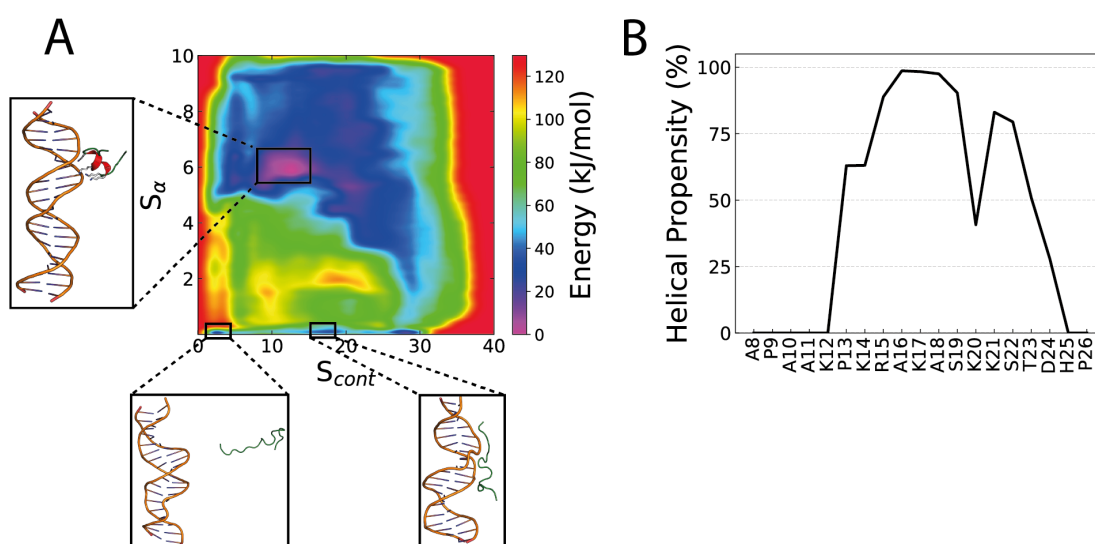 A
10
8
6
4
2
S_α
0
10
20
30
40
S_cont
120
100
80
60
40
20
0
Energy (kJ/mol)
B
Helical Propensity (%)
100
75
50
25
0
A8
P9
A10
A11
K12
P13
K14
R15
A16
K17
A18
S19
K20
K21
S22
T23
D24
H25
P26